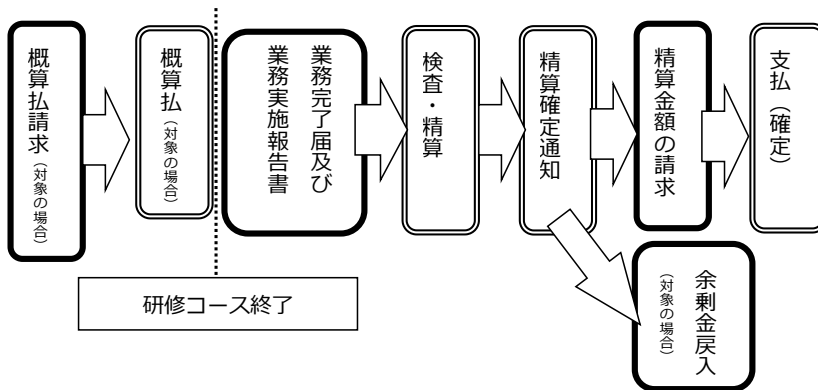 概算払請求（対象の場合）
概算払（対象の場合）
業務完了届及び
業務実施報告書
検査・精算
精算確定通知
精算金額の請求
支払（確定）
余剰金戻入
（対象の場合）
研修コース終了